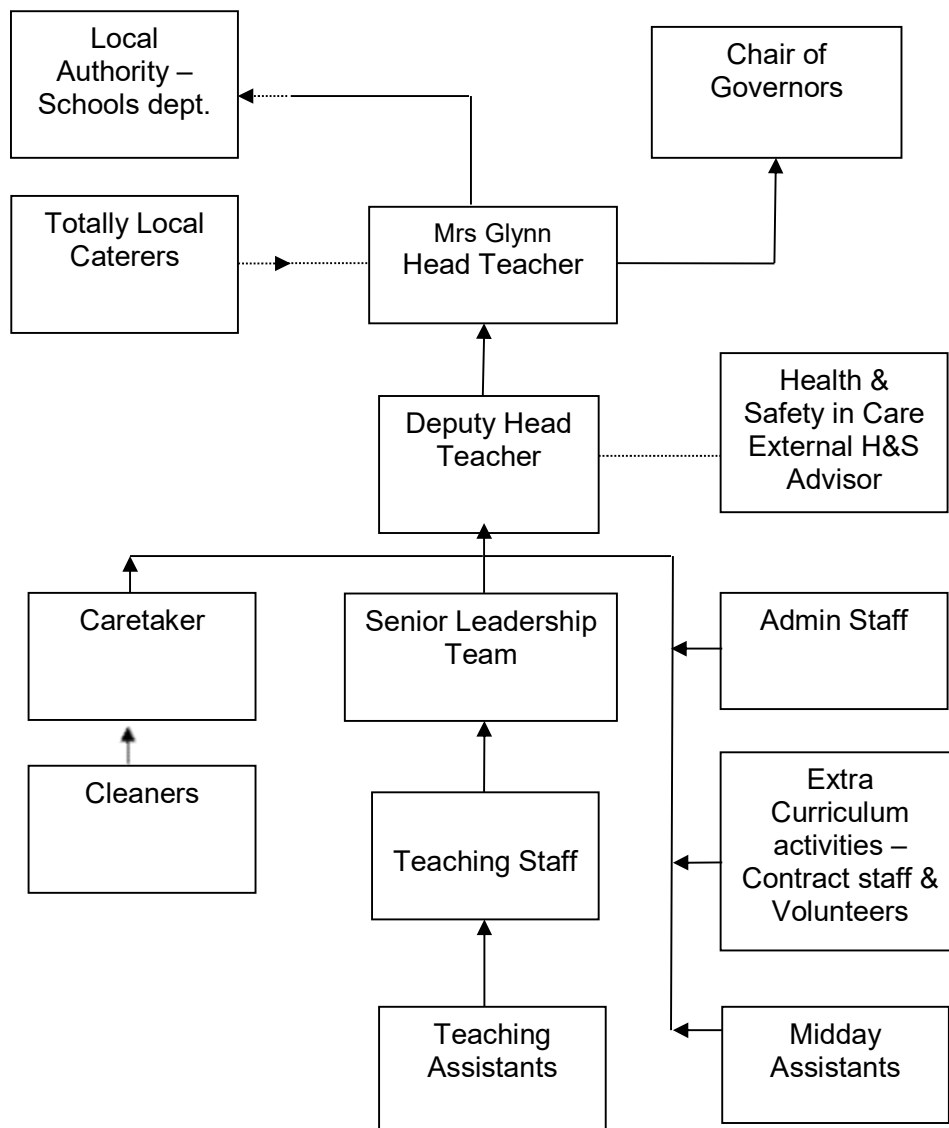 Local
Authority –
Schools dept.
Chair of
Governors
Totally Local
Caterers
Mrs Glynn
Head Teacher
Deputy Head
Teacher
Health &
Safety in Care
External H&S
Advisor
Caretaker
Senior Leadership
Team
Admin Staff
Cleaners
Teaching Staff
Extra
Curriculum
activities –
Contract staff &
Volunteers
Teaching
Assistants
Midday
Assistants